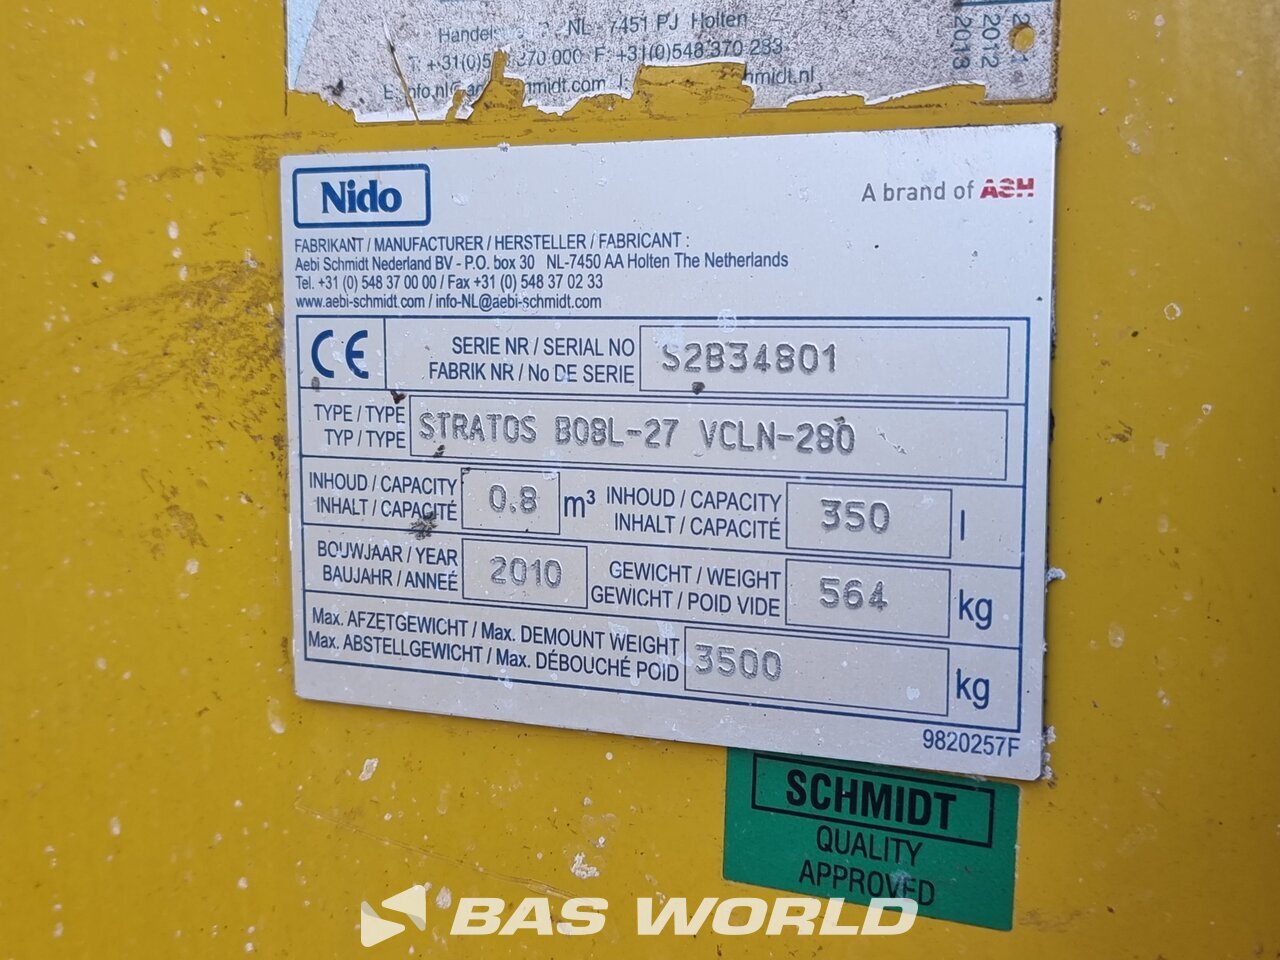 NL - 7451 PJ Holten
F: +31(0)548 370 283
2012
2013
Nido
A brand of ASH
FABRIKANT / MANUFACTURER / HERSTELLER / FABRICANT :
Aebi Schmidt Nederland BV - P.O. box 30 NL-7450 AA Holten The Netherlands
Tel. +31 (0) 548 37 00 00 / Fax +31 (0) 548 37 02 33
www.aebi-schmidt.com / info-NL@aebi-schmidt.com
CE
SERIE NR / SERIAL NO
FABRIK NR / No DE SERIE
S2B34801
TYPE / TYPE
TYP / TYPE
STRATOS B08L-27 VCLN-280
INHOUD / CAPACITY
INHALT / CAPACITÉ
0.8 m³
INHOUD / CAPACITY
INHALT / CAPACITÉ
350 l
BOUWJAAR / YEAR
BAUJAHR / ANNEÉ
2010
GEWICHT / WEIGHT
GEWICHT / POID VIDE
564 kg
Max. AFZETGEWICHT / Max. DEMOUNT WEIGHT
Max. ABSTELLGEWICHT / Max. DÉBOUCHÉ POID
3500 kg
9820257F
SCHMIDT
QUALITY
APPROVED
BAS WORLD